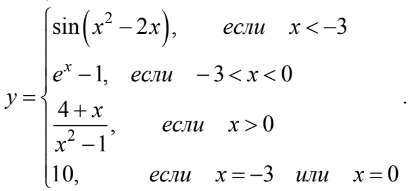 sin(x² − 2x), если x < −3
eˣ − 1, если − 3 < x < 0
y = { (4 + x)/(x² − 1), если x > 0 .
10, если x = −3 или x = 0